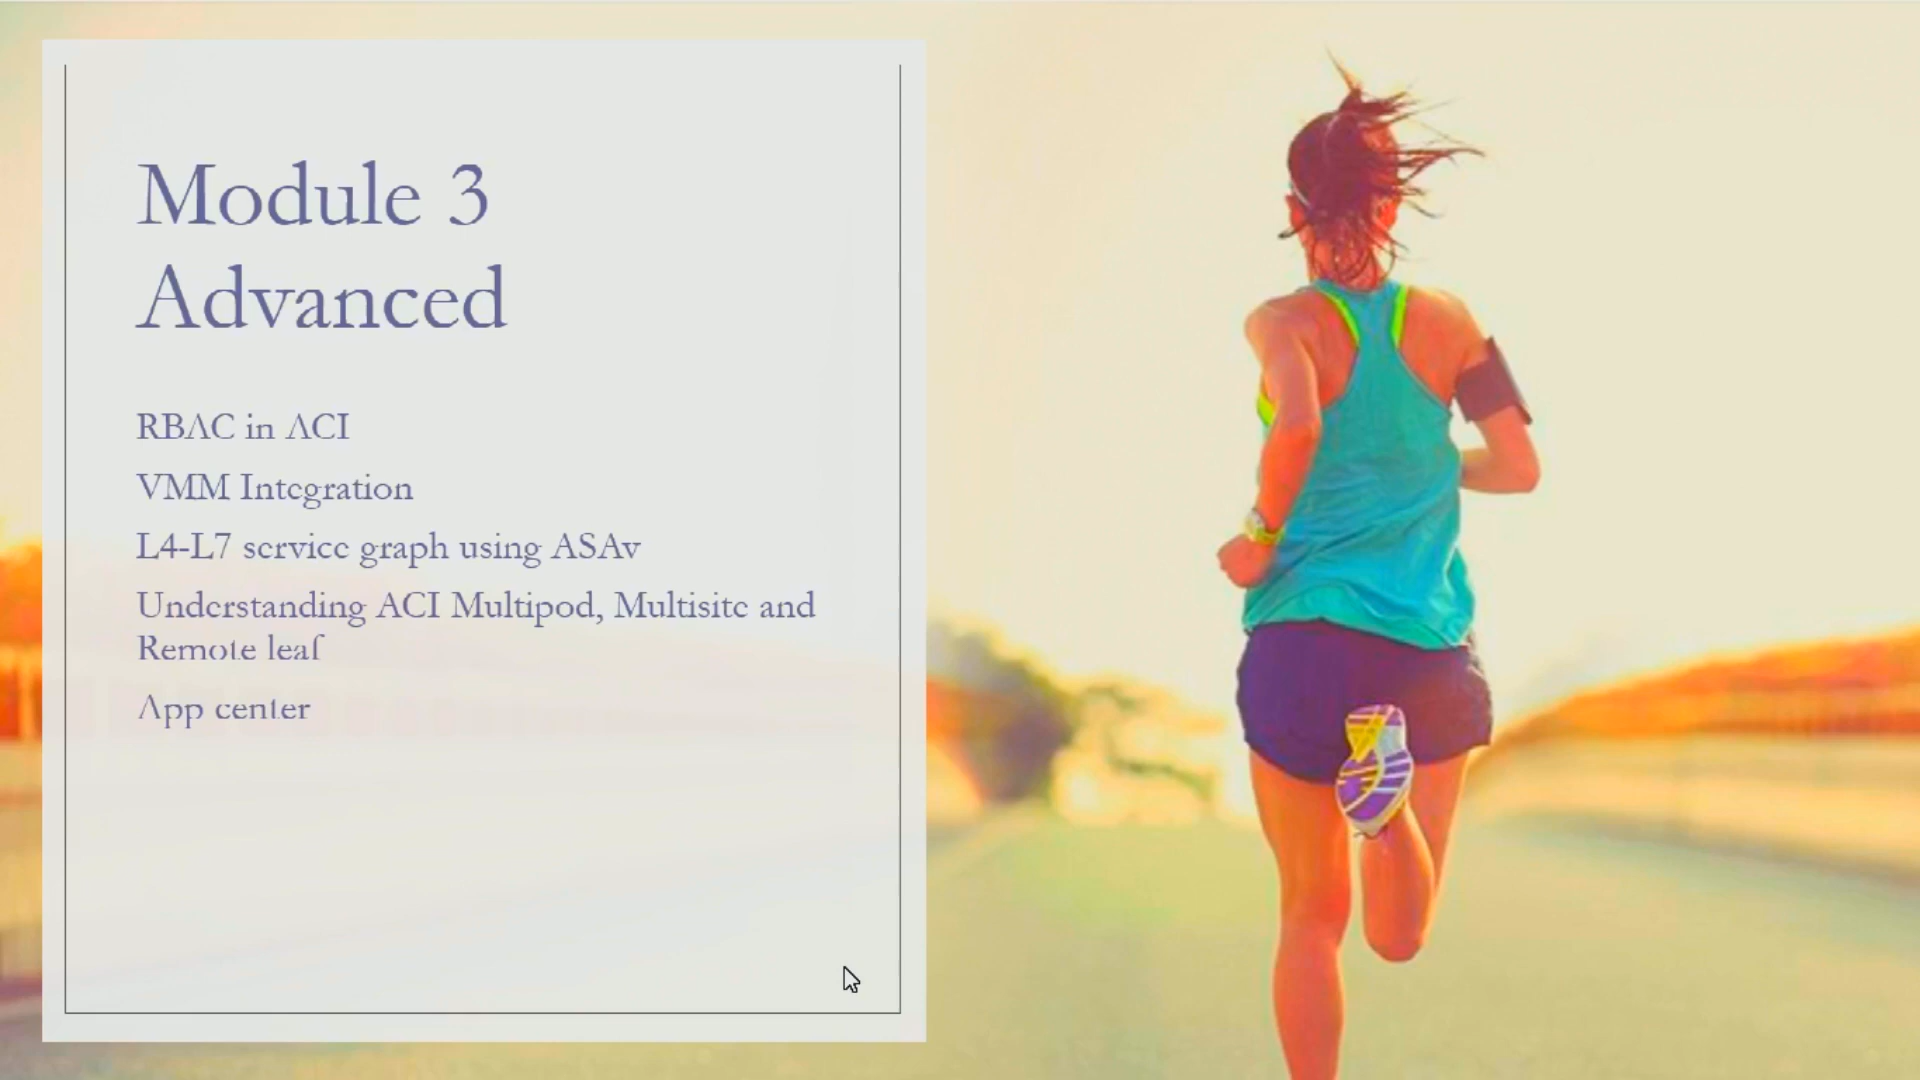 Module 3
Advanced
RBAC in ACI
VMM Integration
L4-L7 service graph using ASAv
Understanding ACI Multipod, Multisite and
Remote leaf
App center